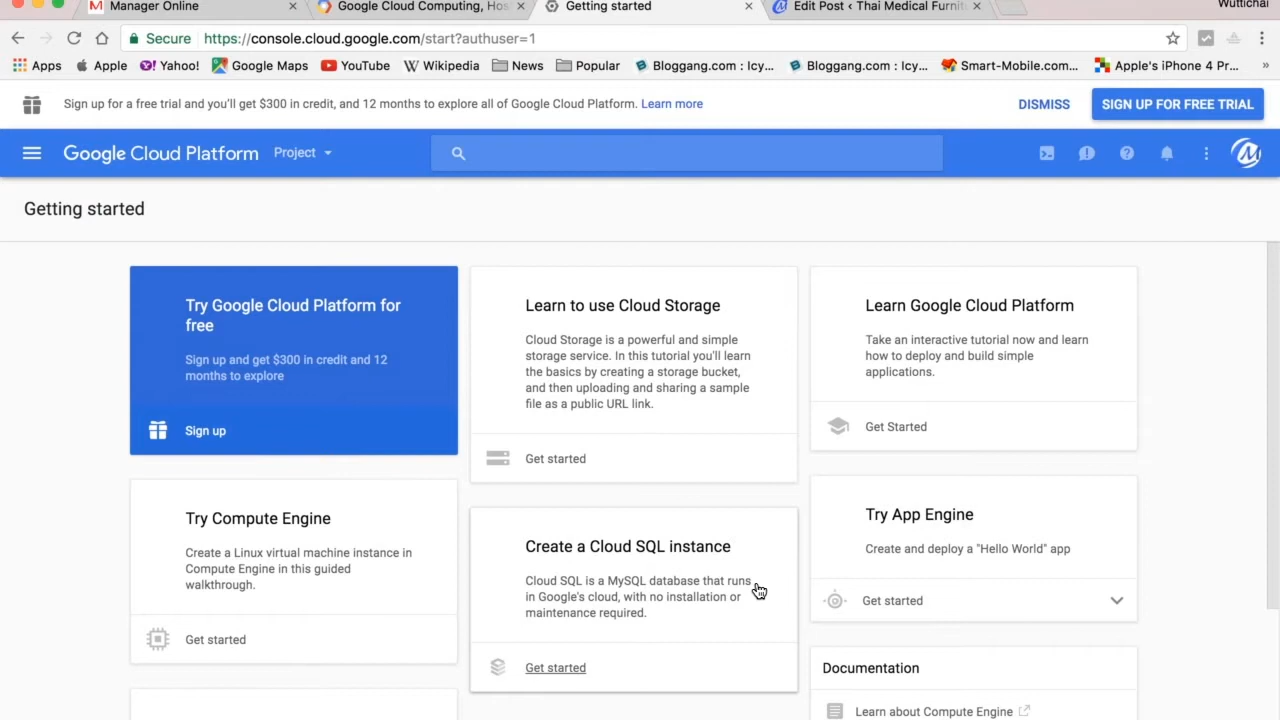 Manager Online
Google Cloud Computing, Hos
Getting started
Edit Post ‹ Thai Medical Furnit
Wuttichai
Secure https://console.cloud.google.com/start?authuser=1
Apps Apple Yahoo! Google Maps YouTube Wikipedia News Popular Bloggang.com : Icy... Bloggang.com : Icy... Smart-Mobile.com... Apple's iPhone 4 Pr... »
Sign up for a free trial and you'll get $300 in credit, and 12 months to explore all of Google Cloud Platform. Learn more
DISMISS
SIGN UP FOR FREE TRIAL
Google Cloud Platform Project
Getting started
Try Google Cloud Platform for
free
Sign up and get $300 in credit and 12
months to explore
Sign up
Learn to use Cloud Storage
Cloud Storage is a powerful and simple
storage service. In this tutorial you'll learn
the basics by creating a storage bucket,
and then uploading and sharing a sample
file as a public URL link.
Get started
Learn Google Cloud Platform
Take an interactive tutorial now and learn
how to deploy and build simple
applications.
Get Started
Try Compute Engine
Create a Linux virtual machine instance in
Compute Engine in this guided
walkthrough.
Get started
Create a Cloud SQL instance
Cloud SQL is a MySQL database that runs
in Google's cloud, with no installation or
maintenance required.
Get started
Try App Engine
Create and deploy a "Hello World" app
Get started
Documentation
Learn about Compute Engine